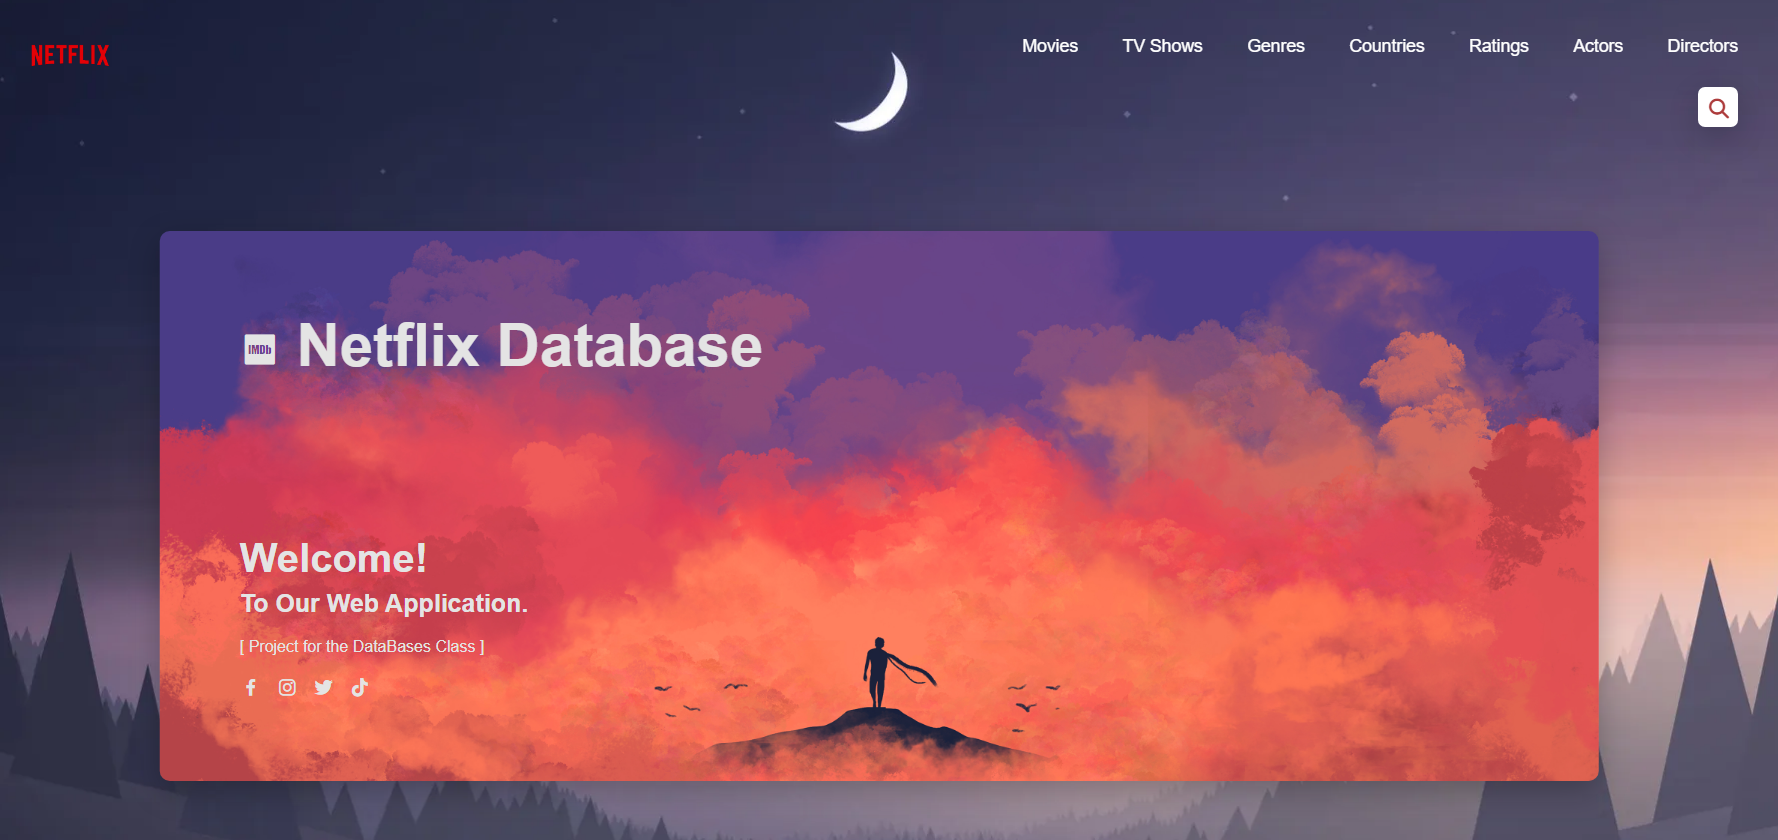 NETFLIX
Movies TV Shows Genres Countries Ratings Actors Directors
IMDb Netflix Database
Welcome!
To Our Web Application.
[ Project for the DataBases Class ]